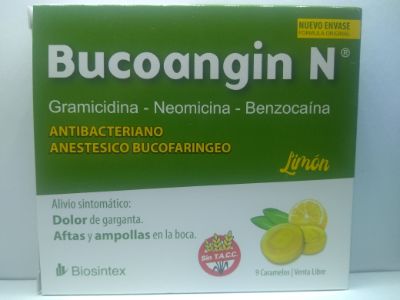 NUEVO ENVASE
FORMULA ORIGINAL
Bucoangin N®
Gramicidina - Neomicina - Benzocaína
ANTIBACTERIANO
ANESTESICO BUCOFARINGEO
Limón
Alivio sintomático:
Dolor de garganta.
Aftas y ampollas en la boca.
Sin T.A.C.C.
Biosintex
9 Caramelos | Venta Libre